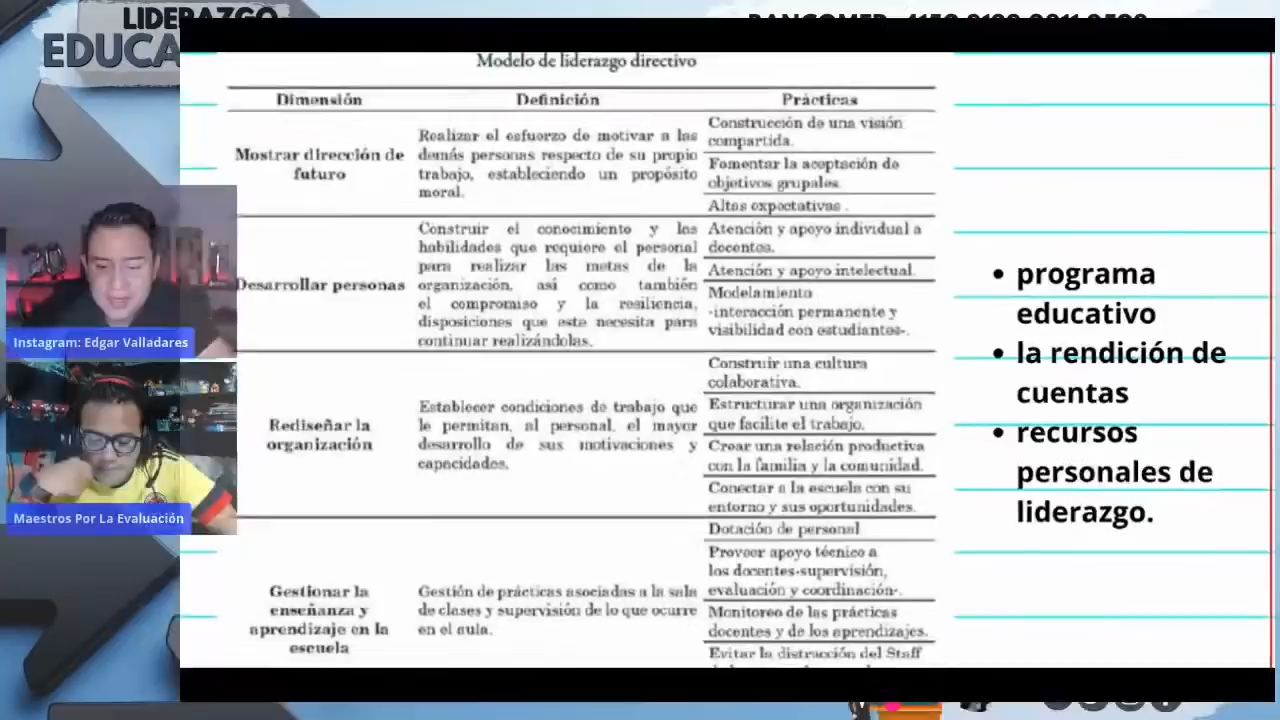 LIDERAZGO
EDUCA
BANCOMER
Modelo de liderazgo directivo
Dimensión
Definición
Prácticas
Mostrar dirección de
futuro
Realizar el esfuerzo de motivar a las
demás personas respecto de su propio
trabajo, estableciendo un propósito
moral.
Construcción de una visión
compartida.
Fomentar la aceptación de
objetivos grupales.
Altas expectativas .
Desarrollar personas
Construir el conocimiento y las
habilidades que requiere el personal
para realizar las metas de la
organización, así como también
el compromiso y la resiliencia,
disposiciones que este necesita para
continuar realizándolas.
Atención y apoyo individual a
docentes.
Atención y apoyo intelectual.
Modelamiento
-interacción permanente y
visibilidad con estudiantes-.
Rediseñar la
organización
Establecer condiciones de trabajo que
le permitan, al personal, el mayor
desarrollo de sus motivaciones y
capacidades.
Construir una cultura
colaborativa.
Estructurar una organización
que facilite el trabajo.
Crear una relación productiva
con la familia y la comunidad.
Conectar a la escuela con su
entorno y sus oportunidades.
Gestionar la
enseñanza y
aprendizaje en la
escuela
Gestión de prácticas asociadas a la sala
de clases y supervisión de lo que ocurre
en el aula.
Dotación de personal
Proveer apoyo técnico a
los docentes-supervisión,
evaluación y coordinación-.
Monitoreo de las prácticas
docentes y de los aprendizajes.
Evitar la distracción del Staff
• programa
educativo
• la rendición de
cuentas
• recursos
personales de
liderazgo.
Instagram: Edgar Valladares
Maestros Por La Evaluación